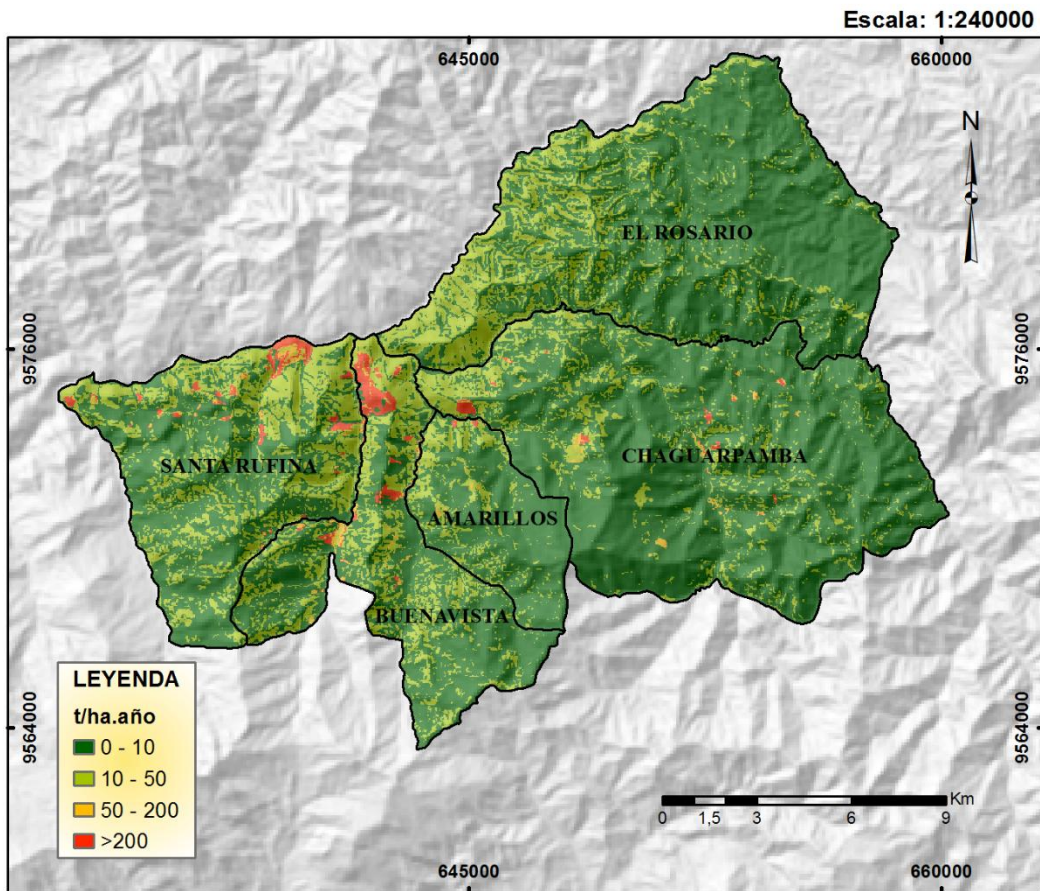 Escala: 1:240000
645000
660000
N
EL ROSARIO
9576000
9576000
SANTA RUFINA
CHAGUARPAMBA
AMARILLOS
BUENAVISTA
LEYENDA
t/ha.año
0 - 10
10 - 50
50 - 200
>200
9564000
9564000
Km
0 1,5 3 6 9
645000
660000